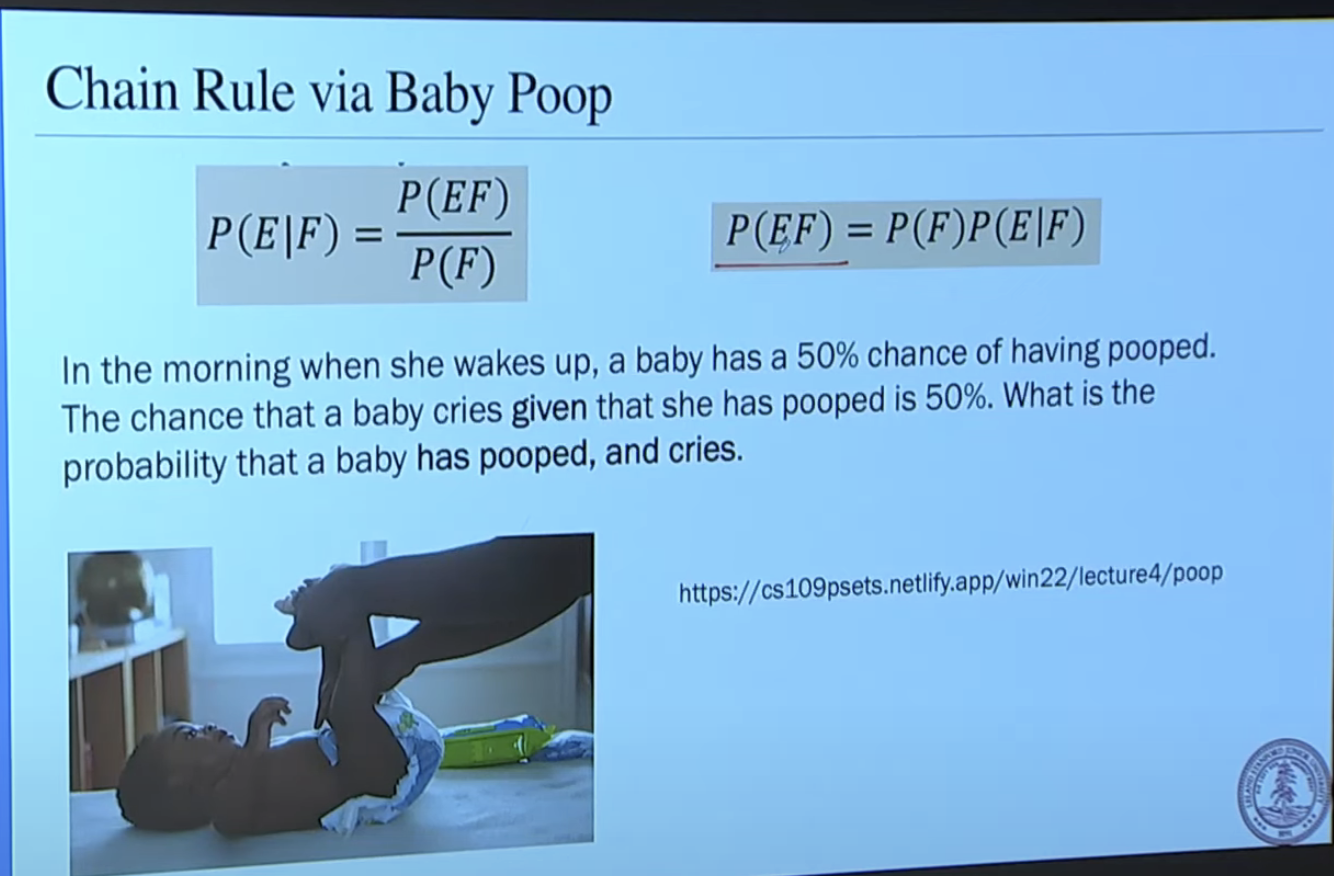 Chain Rule via Baby Poop
P(E|F) = P(EF) / P(F)
P(EF) = P(F)P(E|F)
In the morning when she wakes up, a baby has a 50% chance of having pooped.
The chance that a baby cries given that she has pooped is 50%. What is the
probability that a baby has pooped, and cries.
https://cs109psets.netlify.app/win22/lecture4/poop